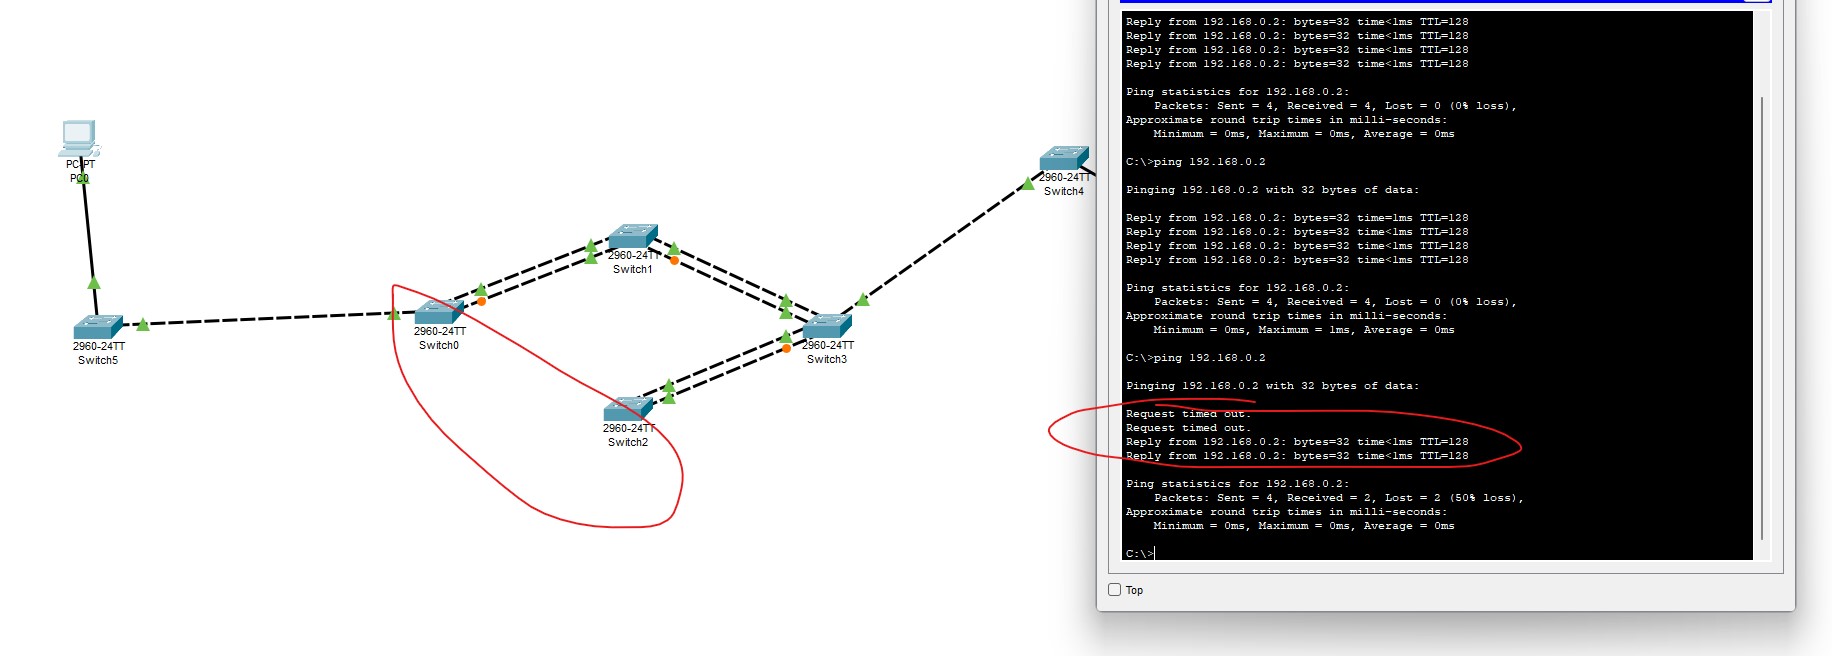 PC-PT
PC0
2960-24TT
Switch5
2960-24TT
Switch0
2960-24TT
Switch1
2960-24TT
Switch2
2960-24TT
Switch3
2960-24TT
Switch4
Reply from 192.168.0.2: bytes=32 time<1ms TTL=128
Reply from 192.168.0.2: bytes=32 time<1ms TTL=128
Reply from 192.168.0.2: bytes=32 time<1ms TTL=128
Reply from 192.168.0.2: bytes=32 time<1ms TTL=128
Ping statistics for 192.168.0.2:
Packets: Sent = 4, Received = 4, Lost = 0 (0% loss),
Approximate round trip times in milli-seconds:
Minimum = 0ms, Maximum = 0ms, Average = 0ms
C:\>ping 192.168.0.2
Pinging 192.168.0.2 with 32 bytes of data:
Reply from 192.168.0.2: bytes=32 time=1ms TTL=128
Reply from 192.168.0.2: bytes=32 time<1ms TTL=128
Reply from 192.168.0.2: bytes=32 time<1ms TTL=128
Reply from 192.168.0.2: bytes=32 time<1ms TTL=128
Ping statistics for 192.168.0.2:
Packets: Sent = 4, Received = 4, Lost = 0 (0% loss),
Approximate round trip times in milli-seconds:
Minimum = 0ms, Maximum = 1ms, Average = 0ms
C:\>ping 192.168.0.2
Pinging 192.168.0.2 with 32 bytes of data:
Request timed out.
Request timed out.
Reply from 192.168.0.2: bytes=32 time<1ms TTL=128
Reply from 192.168.0.2: bytes=32 time<1ms TTL=128
Ping statistics for 192.168.0.2:
Packets: Sent = 4, Received = 2, Lost = 2 (50% loss),
Approximate round trip times in milli-seconds:
Minimum = 0ms, Maximum = 0ms, Average = 0ms
C:\>
Top